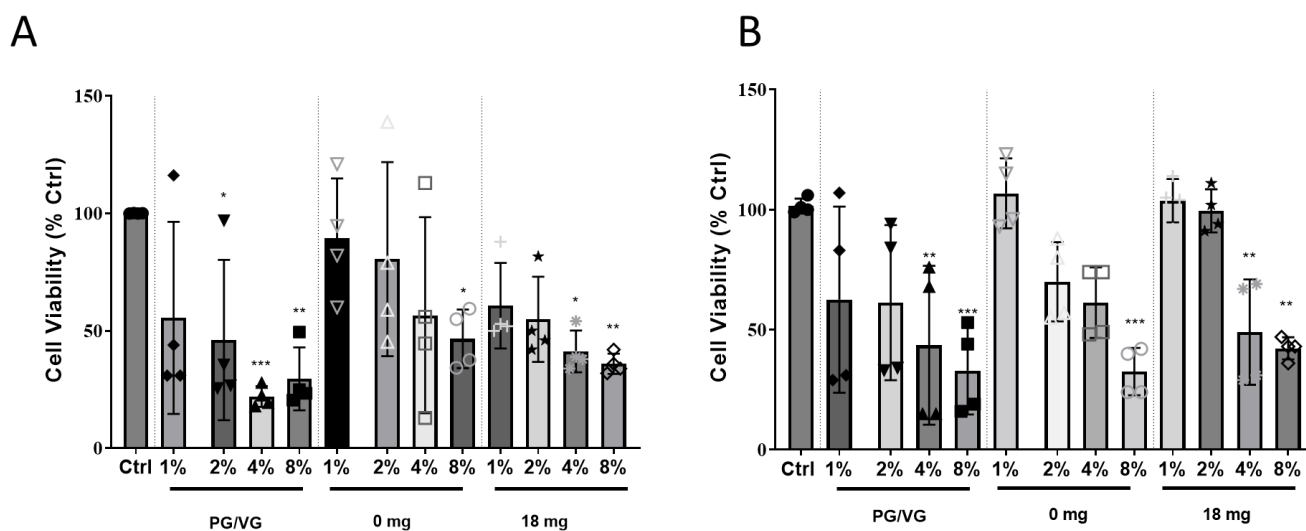 A
Cell Viability (% Ctrl)
150
100
50
0
*
***
**
*
*
**
Ctrl 1% 2% 4% 8% 1% 2% 4% 8% 1% 2% 4% 8%
PG/VG 0 mg 18 mg
B
Cell Viability (% Ctrl)
150
100
50
0
**
***
***
**
**
Ctrl 1% 2% 4% 8% 1% 2% 4% 8% 1% 2% 4% 8%
PG/VG 0 mg 18 mg